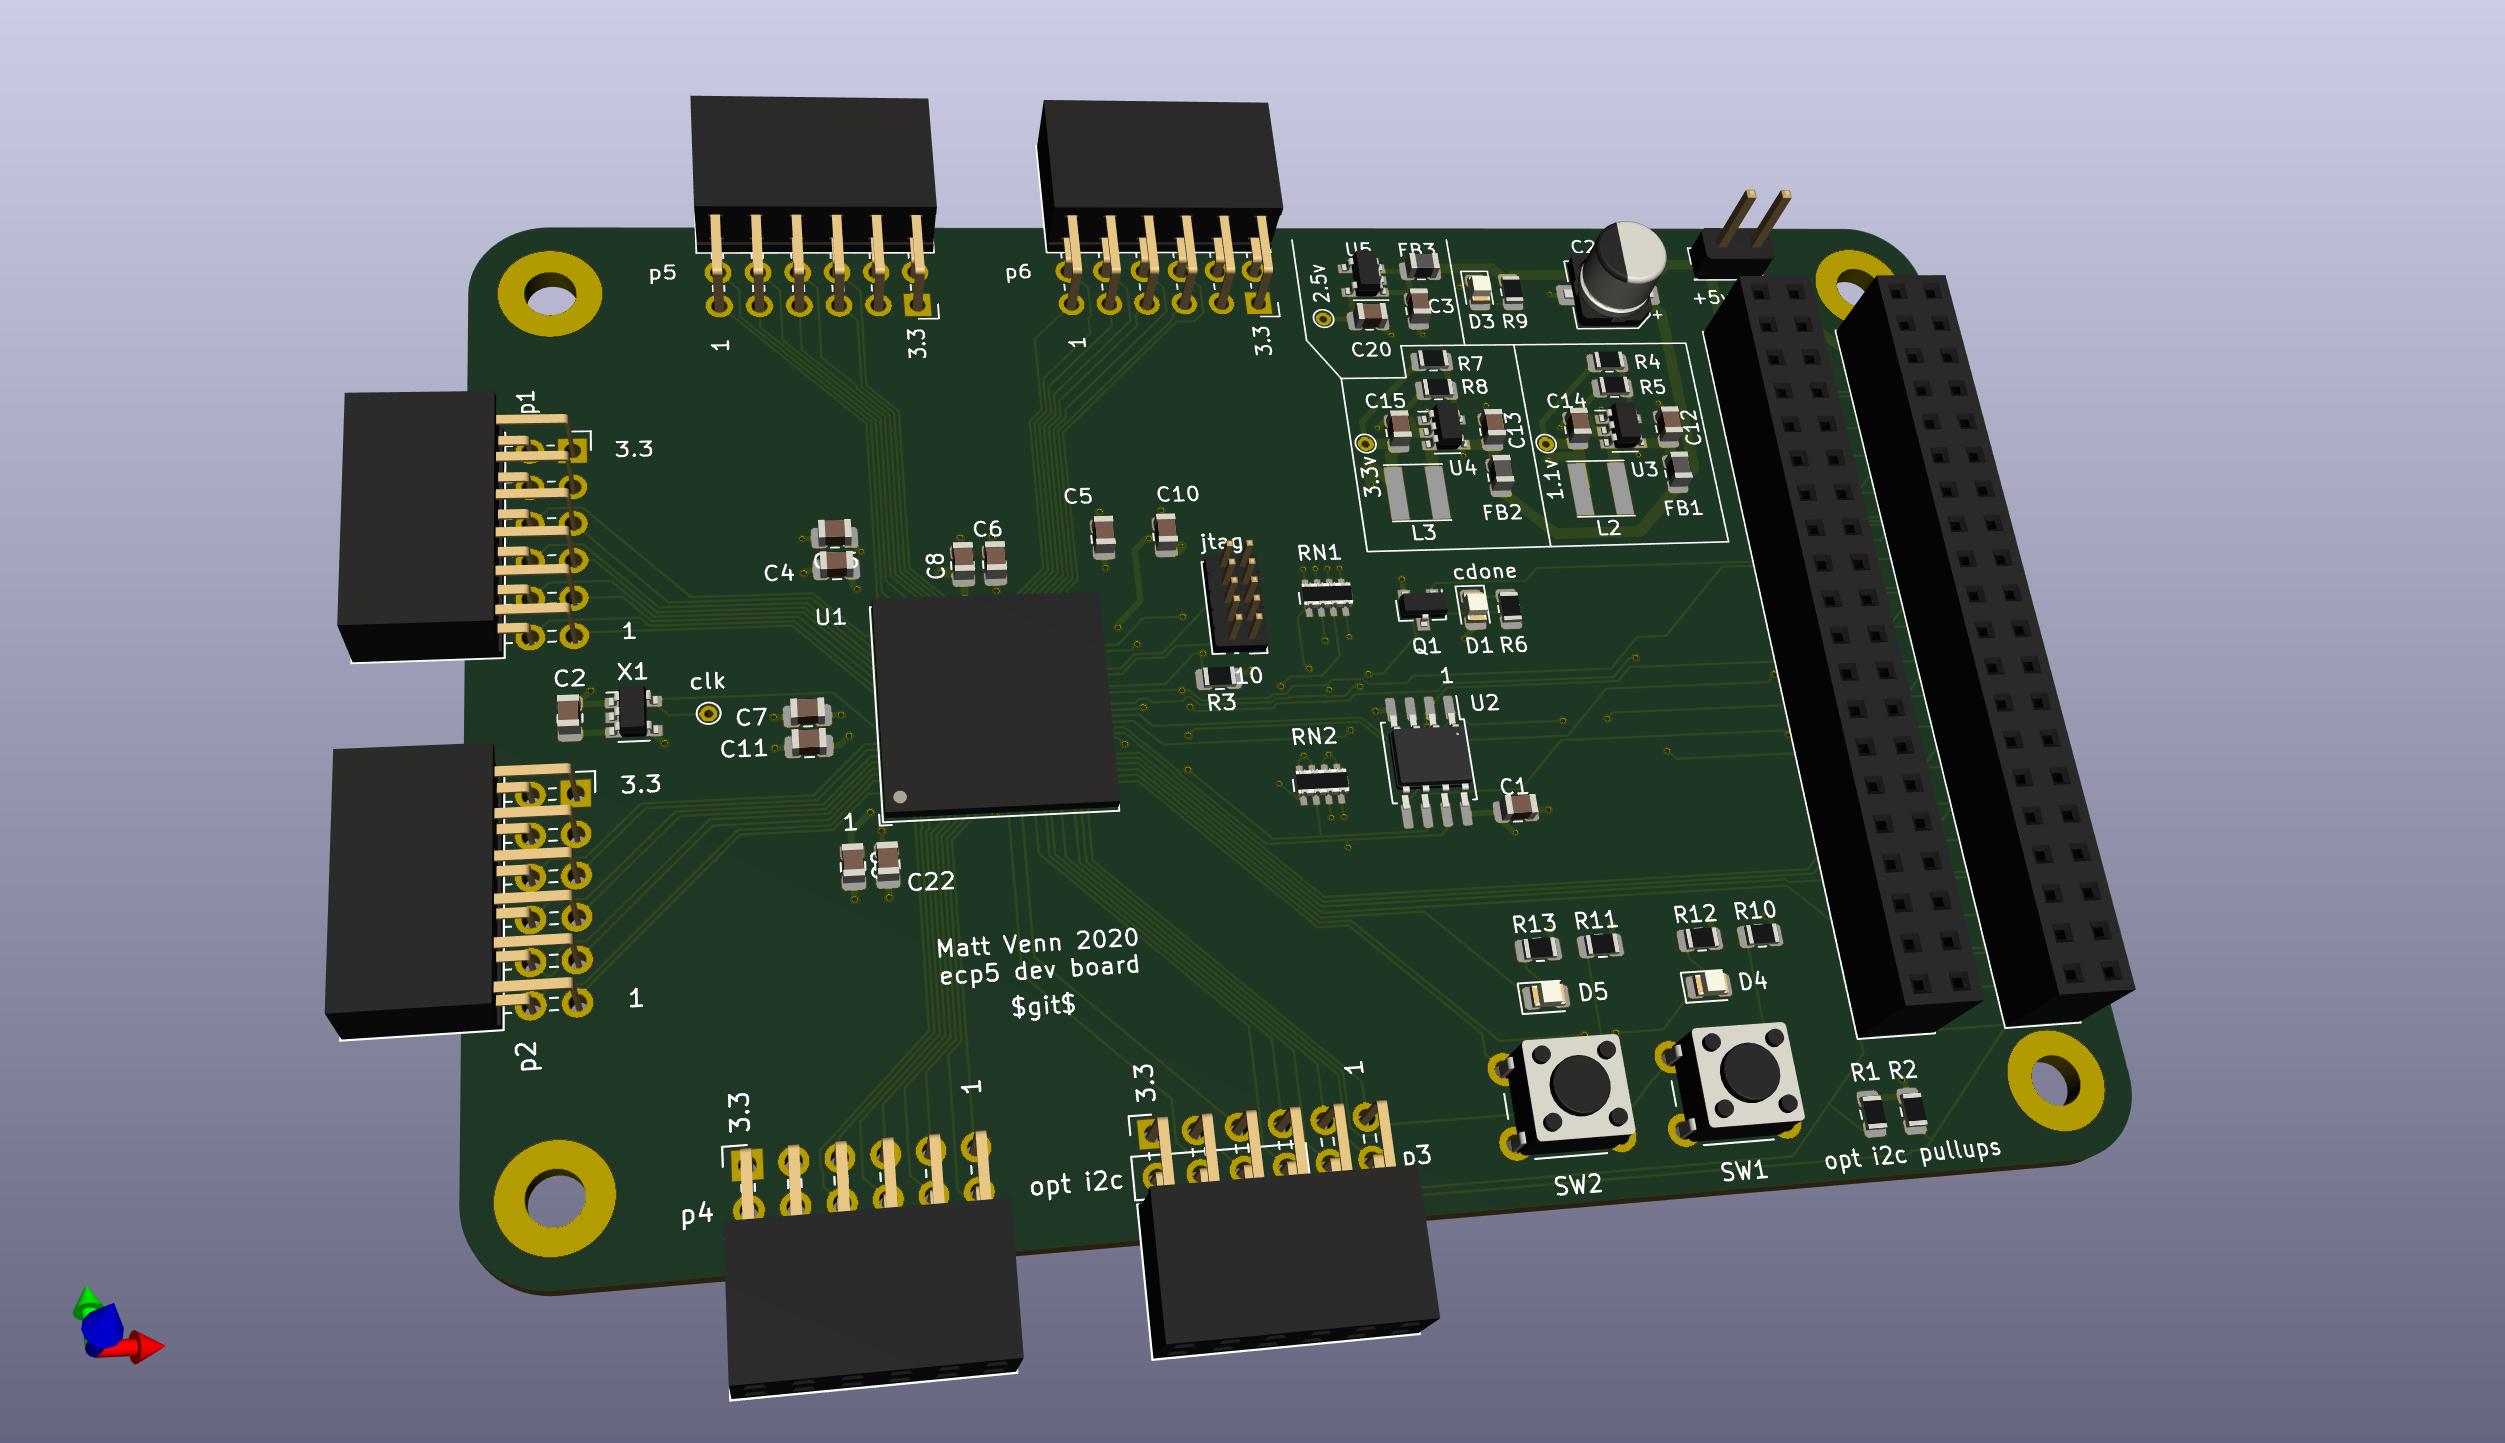 p5
1
3.3
p6
1
3.3
U5
FB3
2.5v
C3
C20
D3
R9
+
R7
R8
C15
C13
U4
3.3v
L3
FB2
R4
R5
C14
C12
U3
1.1v
L2
FB1
p1
3.3
1
C5
C10
C6
C8
C4
U1
jtag
10
R3
RN1
cdone
Q1
D1
R6
C2
X1
clk
C7
C11
1
U2
RN2
C1
3.3
1
p2
1
C22
Matt Venn 2020
ecp5 dev board
$git$
R13
R11
R12
R10
D5
D4
3.3
1
p4
3.3
1
opt i2c
p3
SW2
SW1
R1
R2
opt i2c pullups